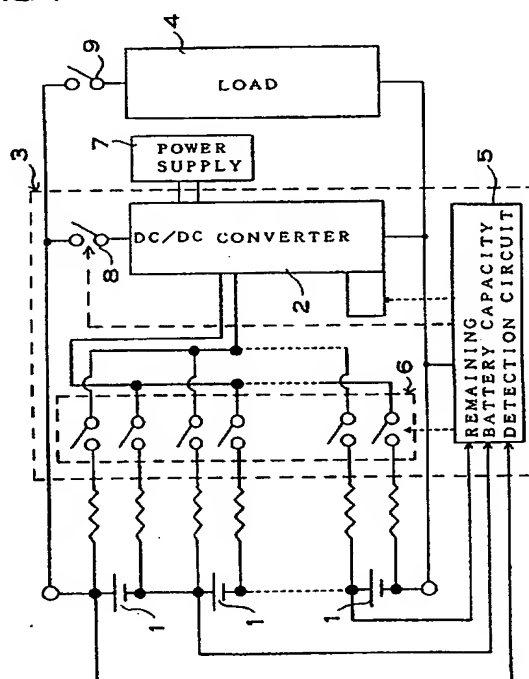 3
9
4
LOAD
7
POWER
SUPPLY
8
DC/DC CONVERTER
2
5
REMAINING
BATTERY CAPACITY
DETECTION CIRCUIT
6
1
1
1